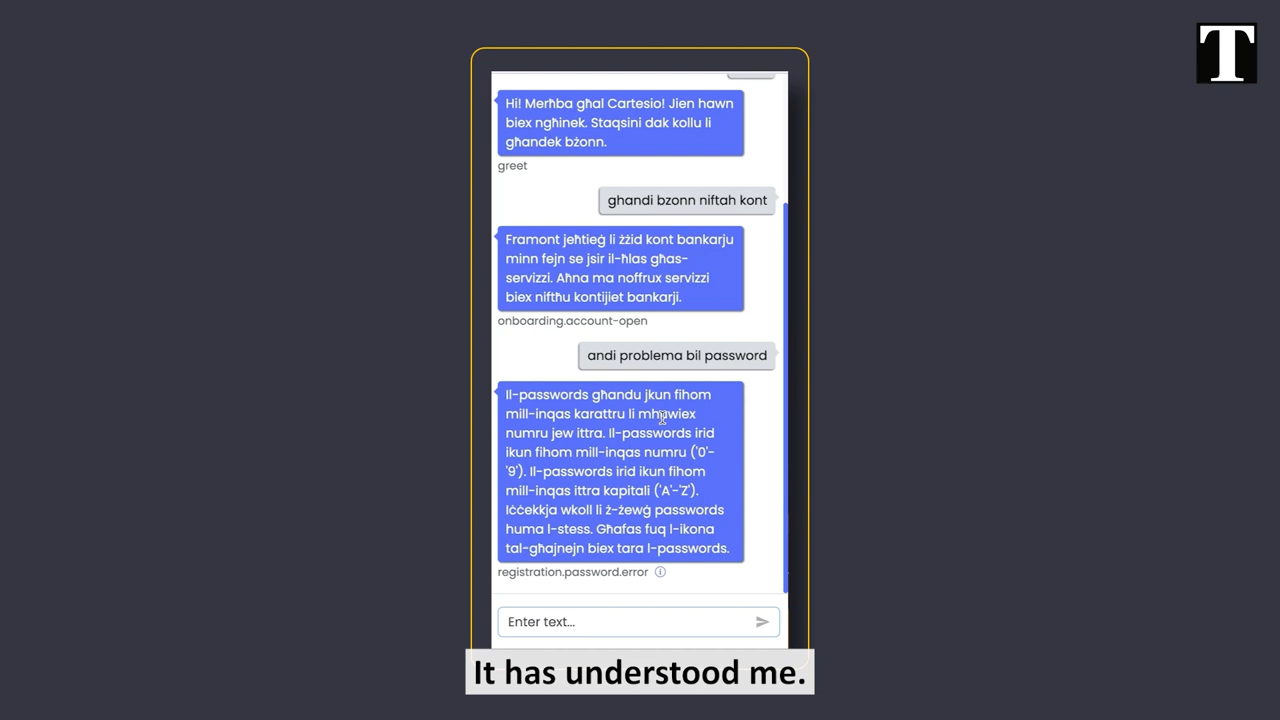 T
Hi! Merħba għal Cartesio! Jien hawn
biex ngħinek. Staqsini dak kollu li
għandek bżonn.
greet
ghandi bzonn niftah kont
Framont jeħtieġ li żżid kont bankarju
minn fejn se jsir il-ħlas għas-
servizzi. Aħna ma noffrux servizzi
biex niftħu kontijiet bankarji.
onboarding.account-open
andi problema bil password
Il-passwords għandu jkun fihom
mill-inqas karattru li
numru jew ittra. Il-passwords irid
ikun fihom mill-inqas numru ('0'-
'9'). Il-passwords irid ikun fihom
mill-inqas ittra kapitali ('A'-'Z').
Iċċekkja wkoll li ż-żewġ passwords
huma l-stess. Għafas fuq l-ikona
tal-għajnejn biex tara l-passwords.
registration.password.error
Enter text...
It has understood me.